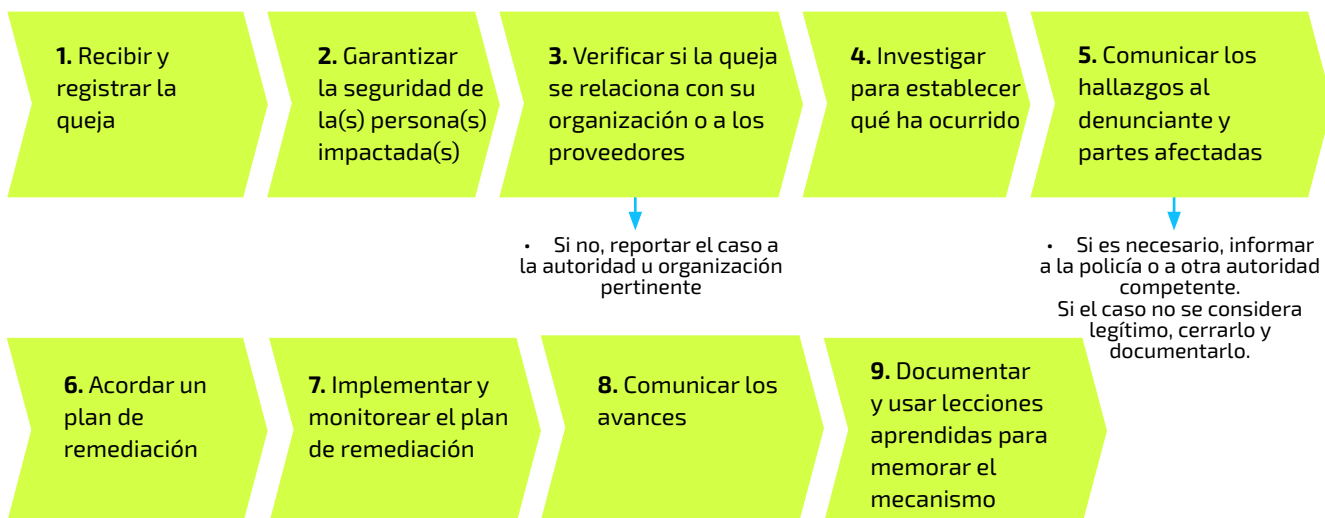 1. Recibir y
registrar la
queja
2. Garantizar
la seguridad de
la(s) persona(s)
impactada(s)
3. Verificar si la queja
se relaciona con su
organización o a los
proveedores
4. Investigar
para establecer
qué ha ocurrido
5. Comunicar los
hallazgos al
denunciante y
partes afectadas
• Si no, reportar el caso a
la autoridad u organización
pertinente
• Si es necesario, informar
a la policía o a otra autoridad
competente.
Si el caso no se considera
legítimo, cerrarlo y
documentarlo.
6. Acordar un
plan de
remediación
7. Implementar y
monitorear el plan
de remediación
8. Comunicar los
avances
9. Documentar
y usar lecciones
aprendidas para
memorar el
mecanismo